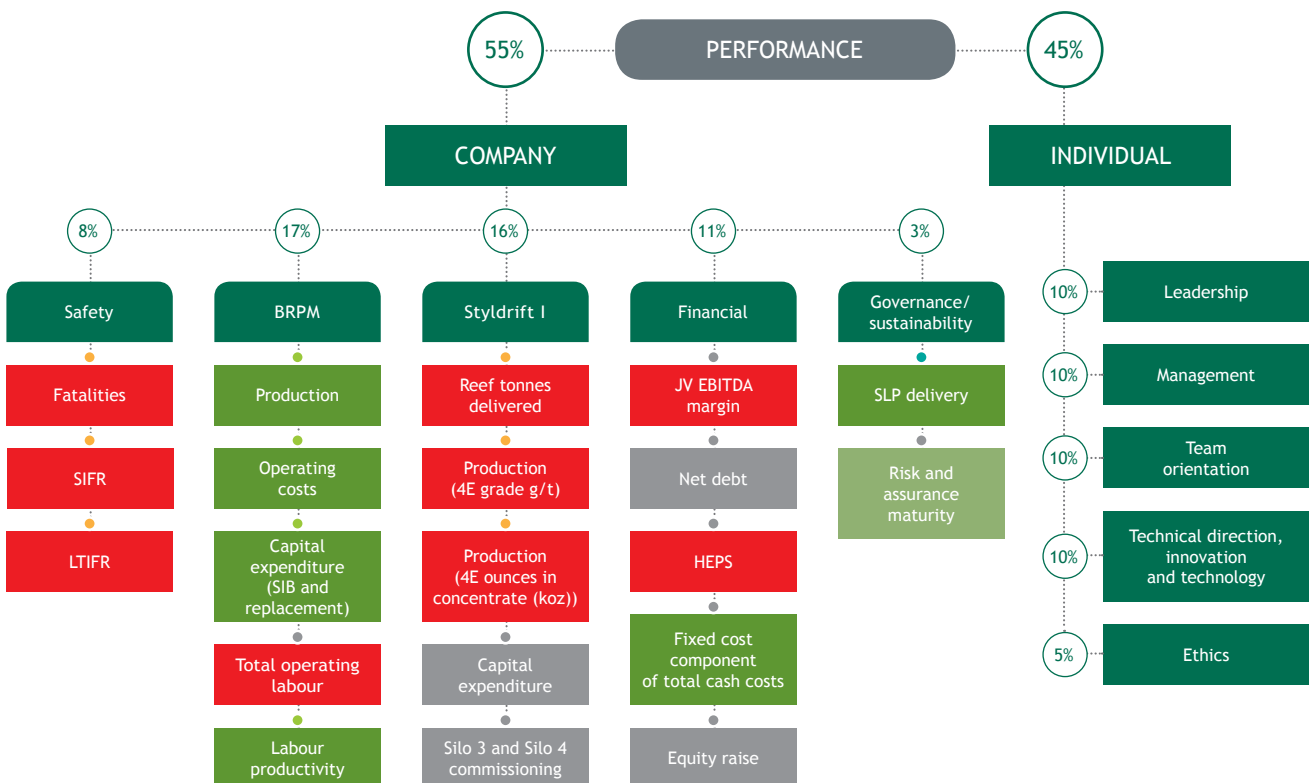 55%
PERFORMANCE
45%
COMPANY
INDIVIDUAL
8%
17%
16%
11%
3%
Safety
BRPM
Styldrift I
Financial
Governance/
sustainability
Fatalities
SIFR
LTIFR
Production
Operating
costs
Capital
expenditure
(SIB and
replacement)
Total operating
labour
Labour
productivity
Reef tonnes
delivered
Production
(4E grade g/t)
Production
(4E ounces in
concentrate (koz))
Capital
expenditure
Silo 3 and Silo 4
commissioning
JV EBITDA
margin
Net debt
HEPS
Fixed cost
component
of total cash costs
Equity raise
SLP delivery
Risk and
assurance
maturity
10%
Leadership
10%
Management
10%
Team
orientation
10%
Technical direction,
innovation
and technology
5%
Ethics